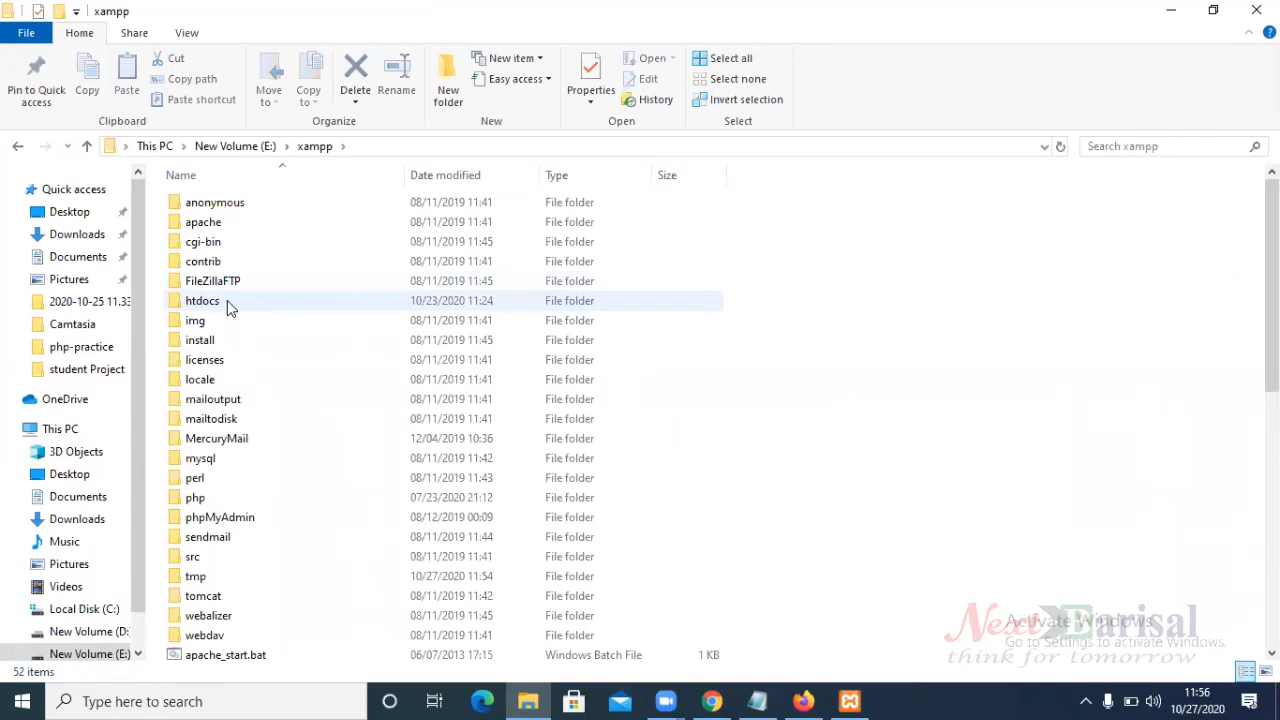 xampp
File Home Share View
Pin to Quick access
Copy
Paste
Cut
Copy path
Paste shortcut
Clipboard
Move to
Copy to
Delete
Rename
Organize
New folder
New item
Easy access
New
Properties
Open
Edit
History
Open
Select all
Select none
Invert selection
Select
This PC New Volume (E:) xampp
Search xampp
Quick access
Desktop
Downloads
Documents
Pictures
2020-10-25 11.33
Camtasia
php-practice
student Project
OneDrive
This PC
3D Objects
Desktop
Documents
Downloads
Music
Pictures
Videos
Local Disk (C:)
New Volume (D:
New Volume (E:)
Name Date modified Type Size
anonymous 08/11/2019 11:41 File folder
apache 08/11/2019 11:41 File folder
cgi-bin 08/11/2019 11:45 File folder
contrib 08/11/2019 11:41 File folder
FileZillaFTP 08/11/2019 11:45 File folder
htdocs 10/23/2020 11:24 File folder
img 08/11/2019 11:41 File folder
install 08/11/2019 11:45 File folder
licenses 08/11/2019 11:41 File folder
locale 08/11/2019 11:41 File folder
mailoutput 08/11/2019 11:41 File folder
mailtodisk 08/11/2019 11:41 File folder
MercuryMail 12/04/2019 10:36 File folder
mysql 08/11/2019 11:42 File folder
perl 08/11/2019 11:43 File folder
php 07/23/2020 21:12 File folder
phpMyAdmin 08/12/2019 00:09 File folder
sendmail 08/11/2019 11:44 File folder
src 08/11/2019 11:41 File folder
tmp 10/27/2020 11:54 File folder
tomcat 08/11/2019 11:42 File folder
webalizer 08/11/2019 11:45 File folder
webdav 08/11/2019 11:41 File folder
apache_start.bat 06/07/2013 17:15 Windows Batch File 1 KB
Next Barisal
think for tomorrow
Activate Windows
Go to Settings to activate Windows.
52 items
Type here to search
11:56
10/27/2020